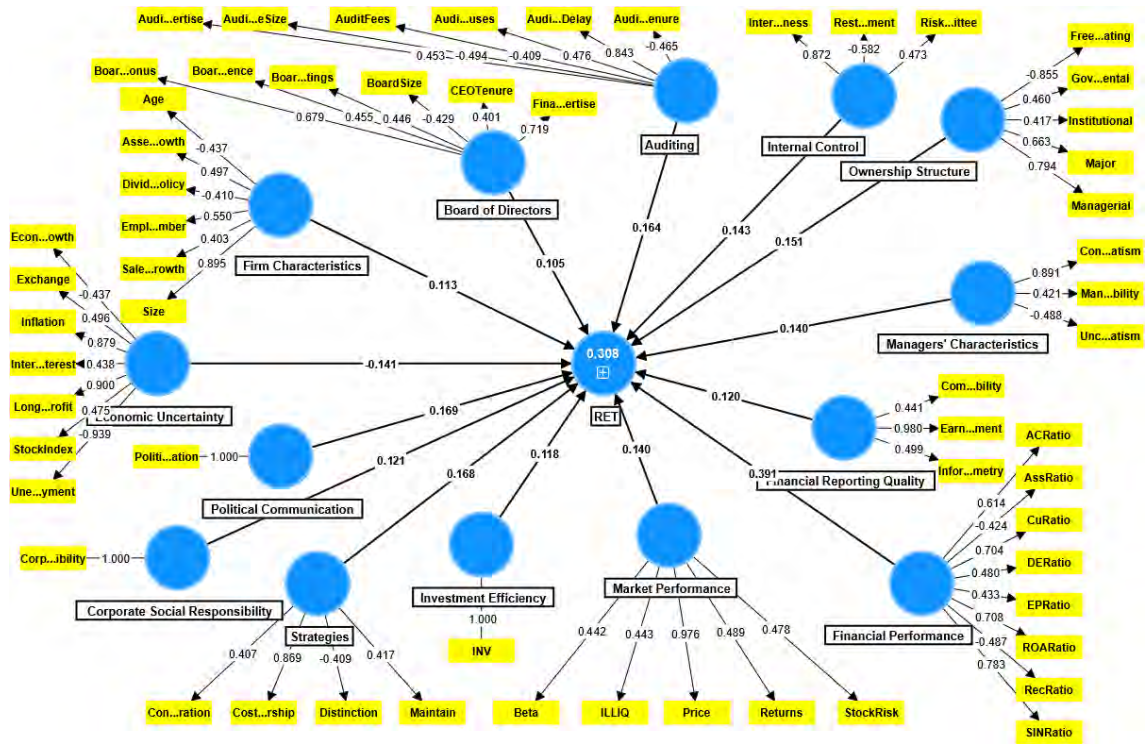 Audi...ertise
Audi...eSize
AuditFees
Audi...uses
Audi...Delay
Audi...enure
0.453
-0.494
-0.409
0.476
0.843
-0.465
Auditing
Inter...ness
Rest...ment
Risk...ittee
0.872
-0.582
0.473
Internal Control
Free...ating
Gov...ental
Institutional
Major
Managerial
-0.855
0.460
0.417
0.663
0.794
Ownership Structure
Boar...onus
Boar...ence
Boar...tings
BoardSize
CEOTenure
Fina...ertise
0.679
0.455
0.446
-0.429
0.401
0.719
Board of Directors
Age
Asse...owth
Divid...olicy
Empl...mber
Sale...rowth
Size
-0.437
0.497
-0.410
0.550
0.403
0.895
Firm Characteristics
Econ...owth
Exchange
Inflation
Inter...terest
Long...rofit
StockIndex
Une...yment
-0.437
0.496
0.879
0.438
0.900
0.475
-0.939
Economic Uncertainty
Con...atism
Man...bility
Unc...atism
0.891
0.421
-0.488
Managers' Characteristics
0.164
0.143
0.151
0.105
0.113
0.140
-0.141
0.308
RET
0.169
0.121
0.168
0.118
0.140
0.120
0.391
Politi...ation
1.000
Political Communication
Corp...ibility
1.000
Corporate Social Responsibility
Strategies
0.407
0.869
-0.409
0.417
Con...ration
Cost...rship
Distinction
Maintain
Investment Efficiency
1.000
INV
Market Performance
0.442
0.443
0.976
0.489
0.478
Beta
ILLIQ
Price
Returns
StockRisk
Com...bility
Earn...ment
Infor...metry
0.441
0.980
0.499
Financial Reporting Quality
ACRatio
AssRatio
CuRatio
DERatio
EPRatio
ROARatio
RecRatio
SINRatio
0.614
-0.424
0.704
0.480
0.433
0.708
-0.487
0.783
Financial Performance